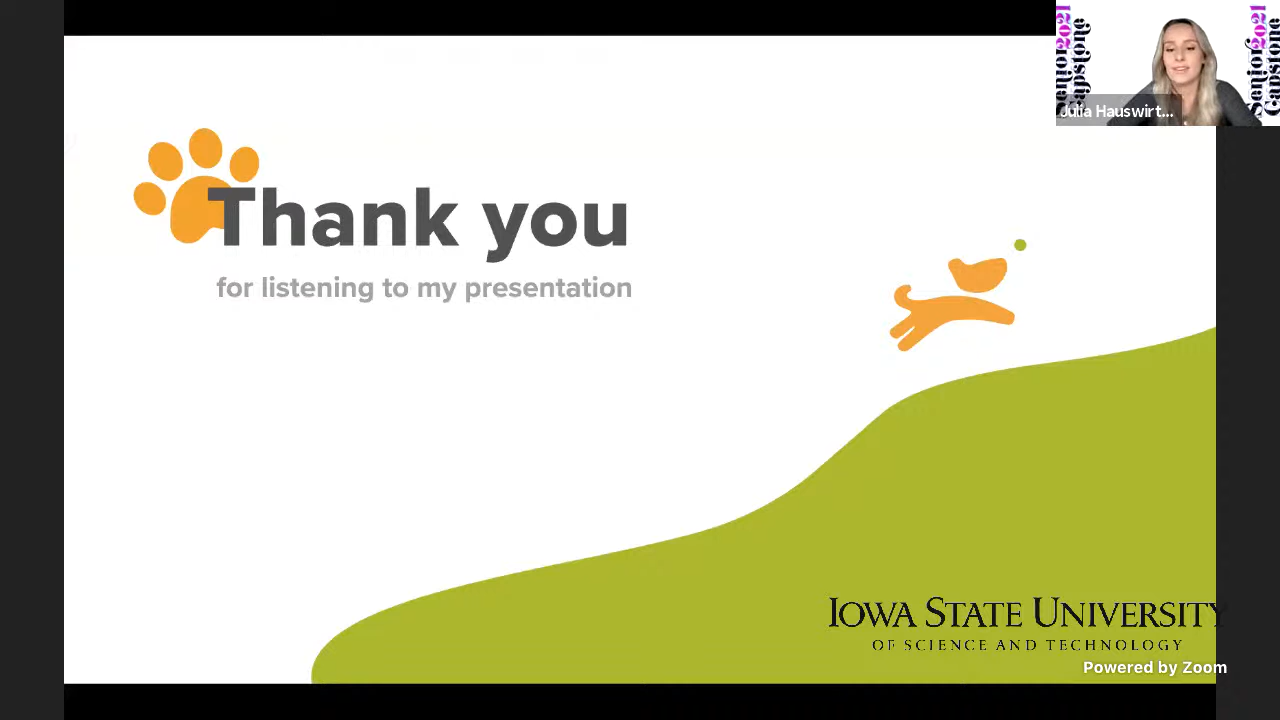 Senior 2021
Capstone
Senior 2021
Capstone
Julia Hauswirt...
Thank you
for listening to my presentation
IOWA STATE UNIVERSITY
OF SCIENCE AND TECHNOLOGY
Powered by Zoom